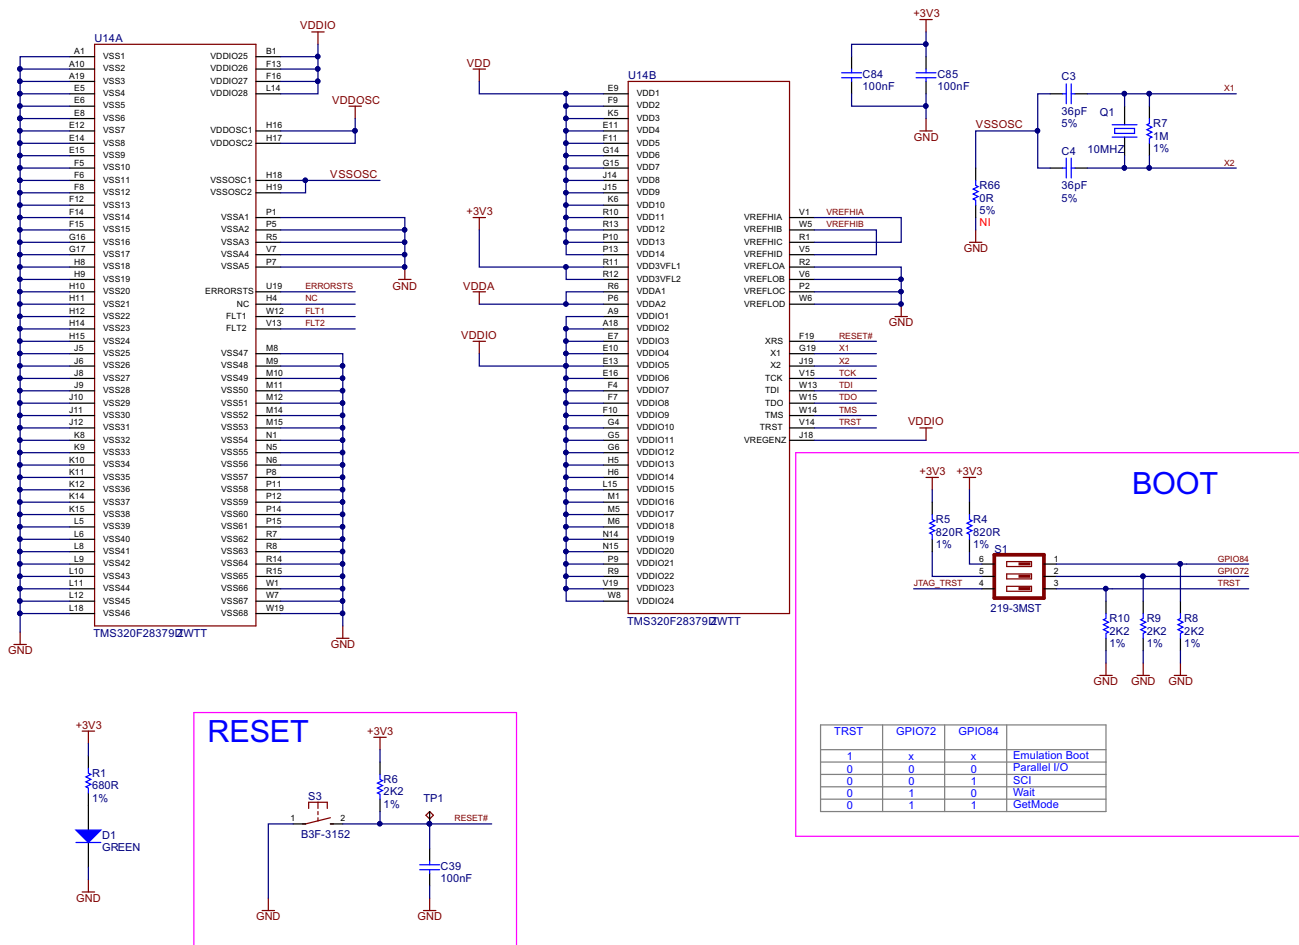 U14A
VDDIO
A1 VSS1 VDDIO25 B1
A10 VSS2 VDDIO26 F13
A19 VSS3 VDDIO27 F16
E5 VSS4 VDDIO28 L14
E6 VSS5
E8 VSS6 VDDOSC
E12 VSS7 VDDOSC1 H16
E14 VSS8 VDDOSC2 H17
E15 VSS9
F5 VSS10
F6 VSS11 VSSOSC1 H18 VSSOSC
F8 VSS12 VSSOSC2 H19
F12 VSS13
F14 VSS14 VSSA1 P1
F15 VSS15 VSSA2 P5
G16 VSS16 VSSA3 R5
G17 VSS17 VSSA4 V7
H8 VSS18 VSSA5 P7
H9 VSS19
GND
H10 VSS20 ERRORSTS U19 ERRORSTS
H11 VSS21 NC H4 NC
H12 VSS22 FLT1 W12 FLT1
H14 VSS23 FLT2 V13 FLT2
H15 VSS24
J5 VSS25 VSS47 M8
J6 VSS26 VSS48 M9
J8 VSS27 VSS49 M10
J9 VSS28 VSS50 M11
J10 VSS29 VSS51 M12
J11 VSS30 VSS52 M14
J12 VSS31 VSS53 M15
K8 VSS32 VSS54 N1
K9 VSS33 VSS55 N5
K10 VSS34 VSS56 N6
K11 VSS35 VSS57 P8
K12 VSS36 VSS58 P11
K14 VSS37 VSS59 P12
K15 VSS38 VSS60 P14
L5 VSS39 VSS61 P15
L6 VSS40 VSS62 R7
L8 VSS41 VSS63 R8
L9 VSS42 VSS64 R14
L10 VSS43 VSS65 R15
L11 VSS44 VSS66 W1
L12 VSS45 VSS67 W7
L18 VSS46 VSS68 W19
GND
GND
U14B
VDD
E9 VDD1
F9 VDD2
K5 VDD3
E11 VDD4
F11 VDD5
G14 VDD6
G15 VDD7
J14 VDD8
J15 VDD9
K6 VDD10
+3V3
R10 VDD11 VREFHIA V1 VREFHIA
R13 VDD12 VREFHIB W5 VREFHIB
P10 VDD13 VREFHIC R1
P13 VDD14 VREFHID V5
R11 VDD3VFL1 VREFLOA R2
R12 VDD3VFL2 VREFLOB V6
VDDA
R6 VDDA1 VREFLOC P2
P6 VDDA2 VREFLOD W6
A9 VDDIO1
GND
A18 VDDIO2
VDDIO
E7 VDDIO3 XRS F19 RESET#
E10 VDDIO4 X1 G19 X1
E13 VDDIO5 X2 J19 X2
E16 VDDIO6 TCK V15 TCK
F4 VDDIO7 TDI W13 TDI
F7 VDDIO8 TDO W15 TDO
F10 VDDIO9 TMS W14 TMS
G4 VDDIO10 TRST V14 TRST
G5 VDDIO11 VREGENZ J18 VDDIO
G6 VDDIO12
H5 VDDIO13
H6 VDDIO14
L15 VDDIO15
M1 VDDIO16
M5 VDDIO17
M6 VDDIO18
N14 VDDIO19
N15 VDDIO20
P9 VDDIO21
R9 VDDIO22
V19 VDDIO23
W8 VDDIO24
+3V3
C84
100nF
C85
100nF
GND
VSSOSC
R66
0R
5%
NI
GND
C3
36pF
5%
C4
36pF
5%
Q1
10MHZ
R7
1M
1%
X1
X2
BOOT
+3V3 +3V3
R5
820R
1%
R4
820R
1%
S1
6 1 GPIO84
5 2 GPIO72
JTAG_TRST 4 3 TRST
219-3MST
R10
2K2
1%
R9
2K2
1%
R8
2K2
1%
GND GND GND
TRST GPIO72 GPIO84
1 x x Emulation Boot
0 0 0 Parallel I/O
0 0 1 SCI
0 1 0 Wait
0 1 1 GetMode
+3V3
R1
680R
1%
D1
GREEN
GND
RESET
+3V3
R6
2K2
1%
S3
1 2
B3F-3152
TP1
RESET#
C39
100nF
GND
GND